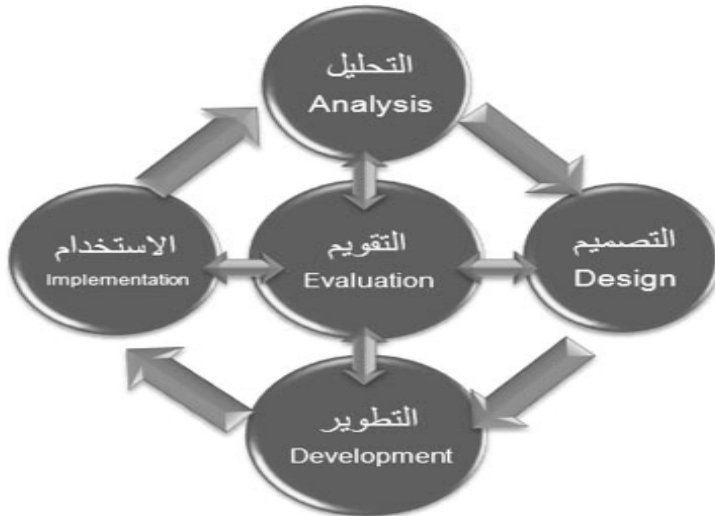 التحليل
Analysis
الاستخدام
Implementation
التقويم
Evaluation
التصميم
Design
التطوير
Development